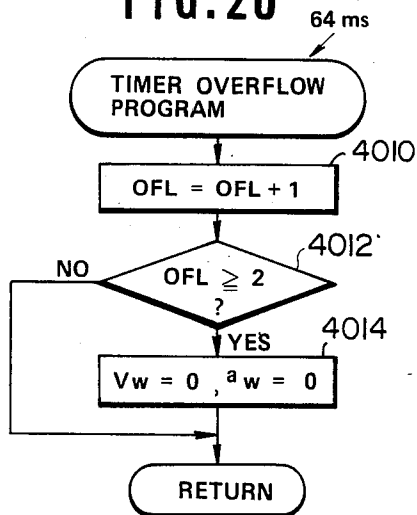 FIG.20
64 ms
TIMER OVERFLOW
PROGRAM
4010
OFL = OFL + 1
4012
NO
OFL ≧ 2
?
YES
4014
Vw = 0 , aw = 0
RETURN